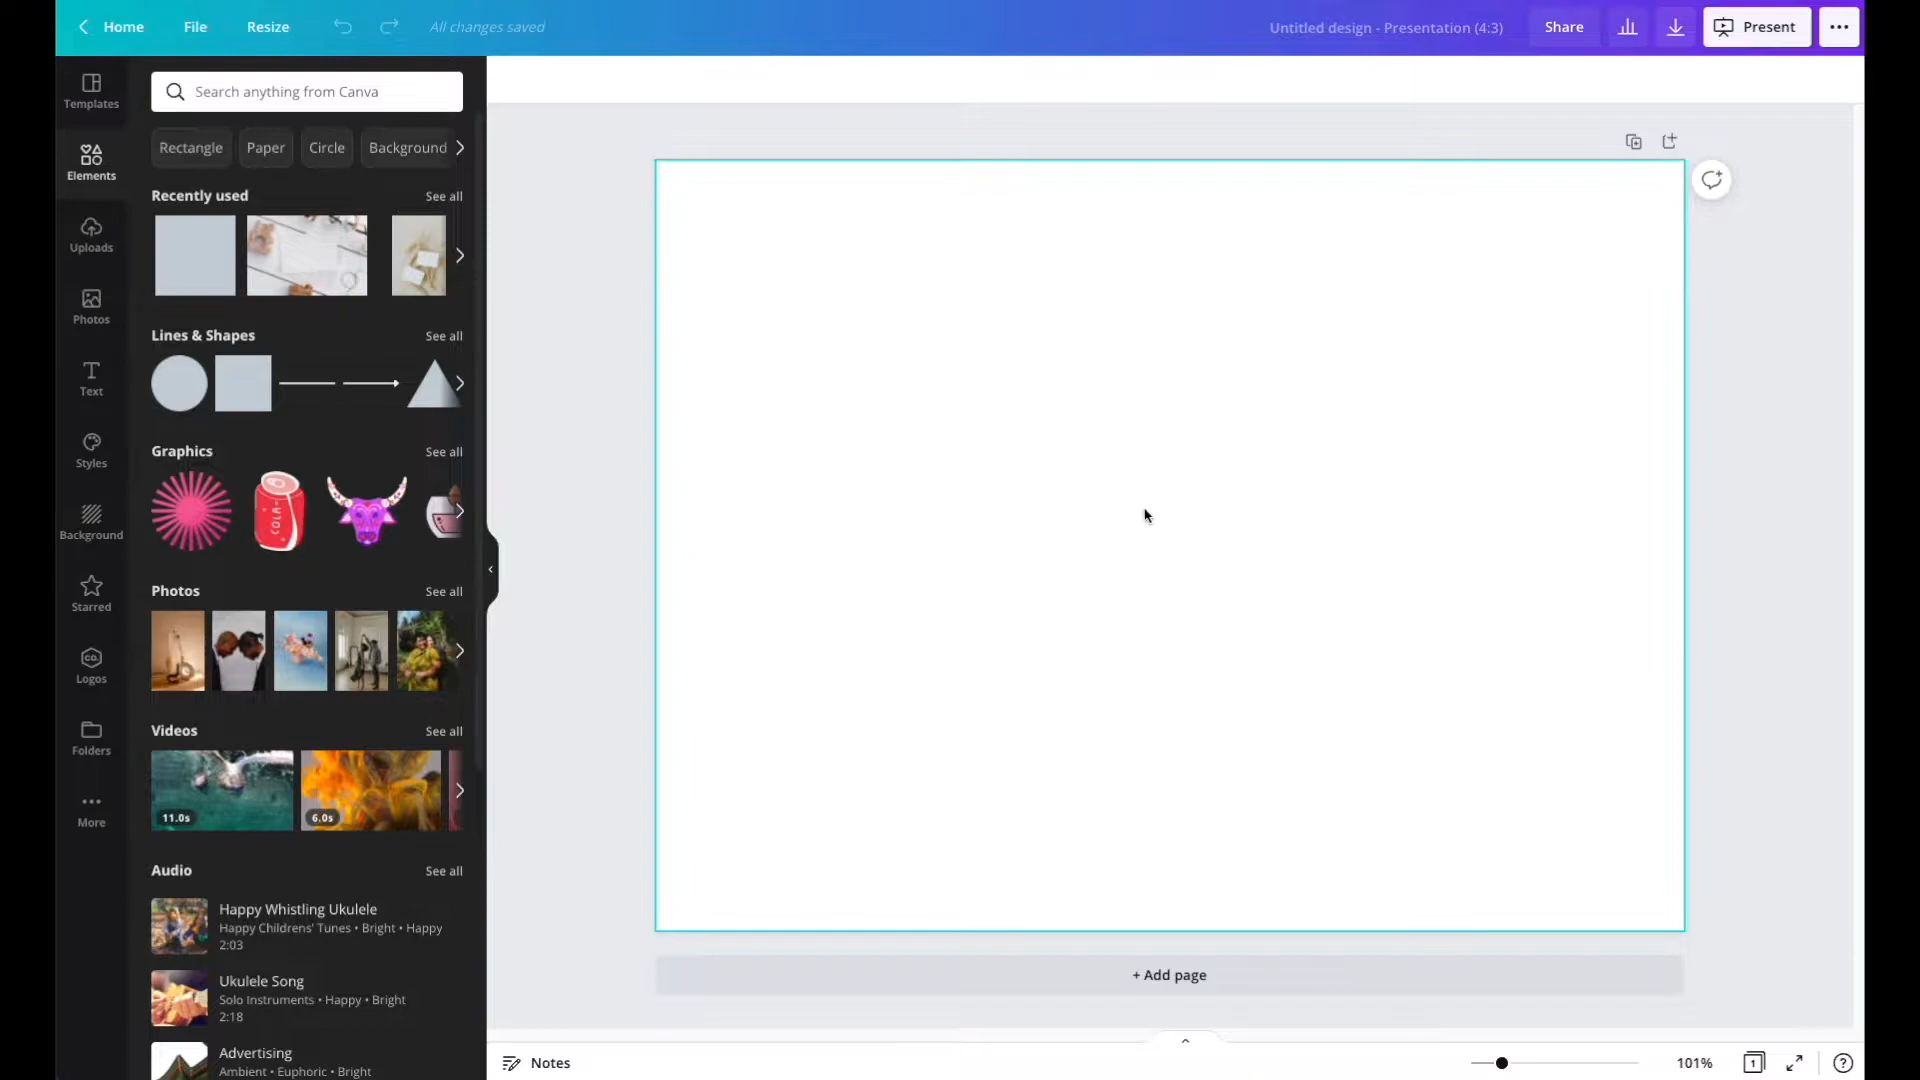 Home File Resize All changes saved Untitled design - Presentation (4:3) Share Present
Templates
Elements
Uploads
Photos
Text
Styles
Background
Starred
CO.
Logos
Folders
More
Search anything from Canva
Rectangle Paper Circle Background
Recently used See all
Lines & Shapes See all
Graphics See all
COLA
Photos See all
Videos See all
11.0s 6.0s
Audio See all
Happy Whistling Ukulele
Happy Childrens' Tunes • Bright • Happy
2:03
Ukulele Song
Solo Instruments • Happy • Bright
2:18
Advertising
Ambient • Euphoric • Bright
+ Add page
Notes 101% 1 ?